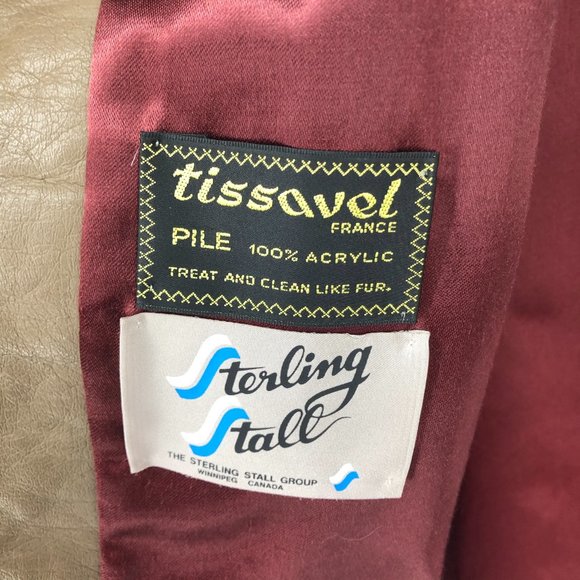 tissavel
FRANCE
PILE 100% ACRYLIC
TREAT AND CLEAN LIKE FUR.
Sterling
Stall
THE STERLING STALL GROUP
WINNIPEG CANADA